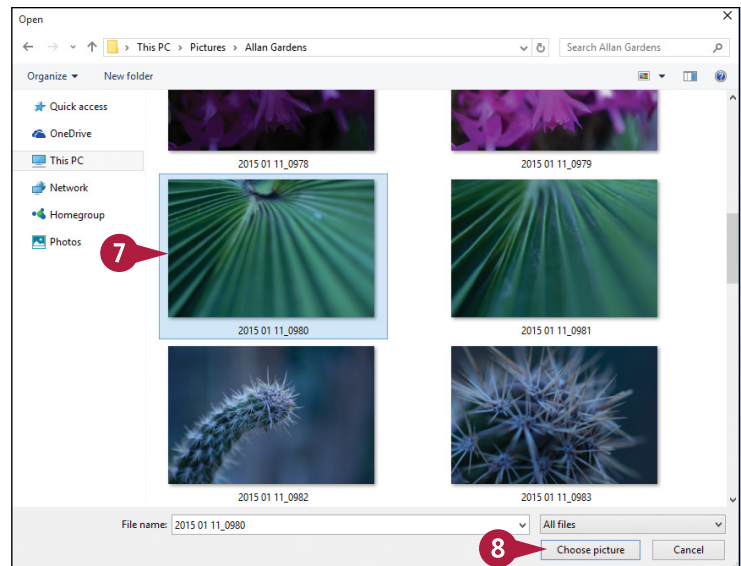 Open
This PC Pictures Allan Gardens Search Allan Gardens
Organize New folder
Quick access
OneDrive
This PC
Network
Homegroup
Photos
2015 01 11_0978 2015 01 11_0979
7
2015 01 11_0980 2015 01 11_0981
2015 01 11_0982 2015 01 11_0983
File name: 2015 01 11_0980 All files
8 Choose picture Cancel